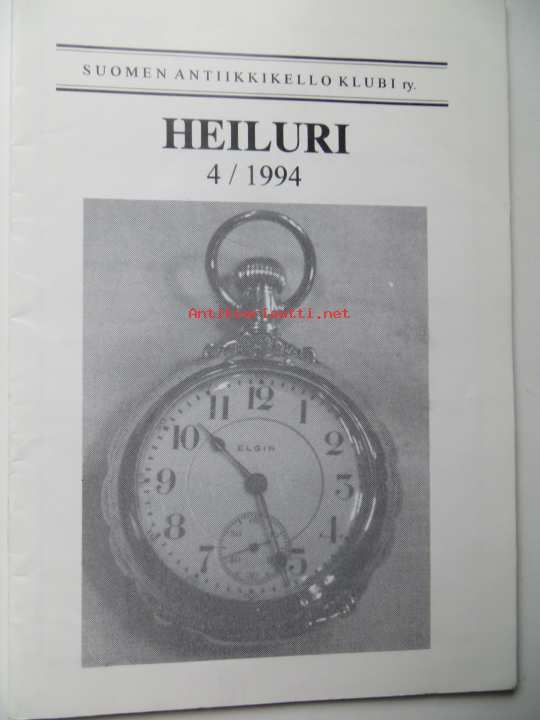 SUOMEN ANTIIKKIKELLO KLUBI ry.
HEILURI
4 / 1994
Antikvariaatti.net
12
11
1
10
2
ELGIN
9
3
8
4
7
5